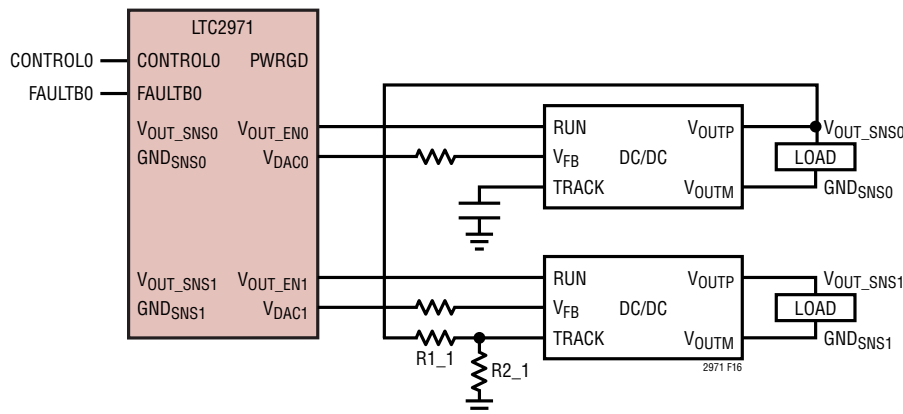 LTC2971
CONTROL0 CONTROL0 PWRGD
FAULTB0 FAULTB0
VOUT_SNS0 VOUT_EN0 RUN VOUTP VOUT_SNS0
GNDSNS0 VDAC0 VFB DC/DC LOAD
TRACK VOUTM GNDSNS0
VOUT_SNS1 VOUT_EN1 RUN VOUTP VOUT_SNS1
GNDSNS1 VDAC1 VFB DC/DC LOAD
TRACK VOUTM GNDSNS1
R1_1 R2_1
2971 F16